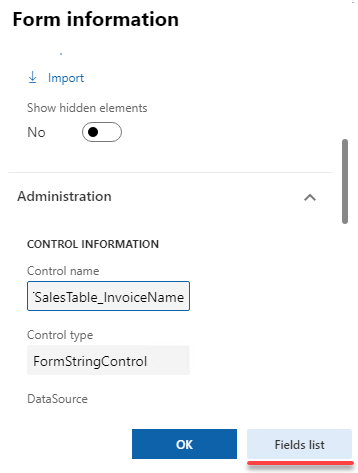 Form information
Import
Show hidden elements
No
Administration
CONTROL INFORMATION
Control name
SalesTable_InvoiceName
Control type
FormStringControl
DataSource
OK
Fields list